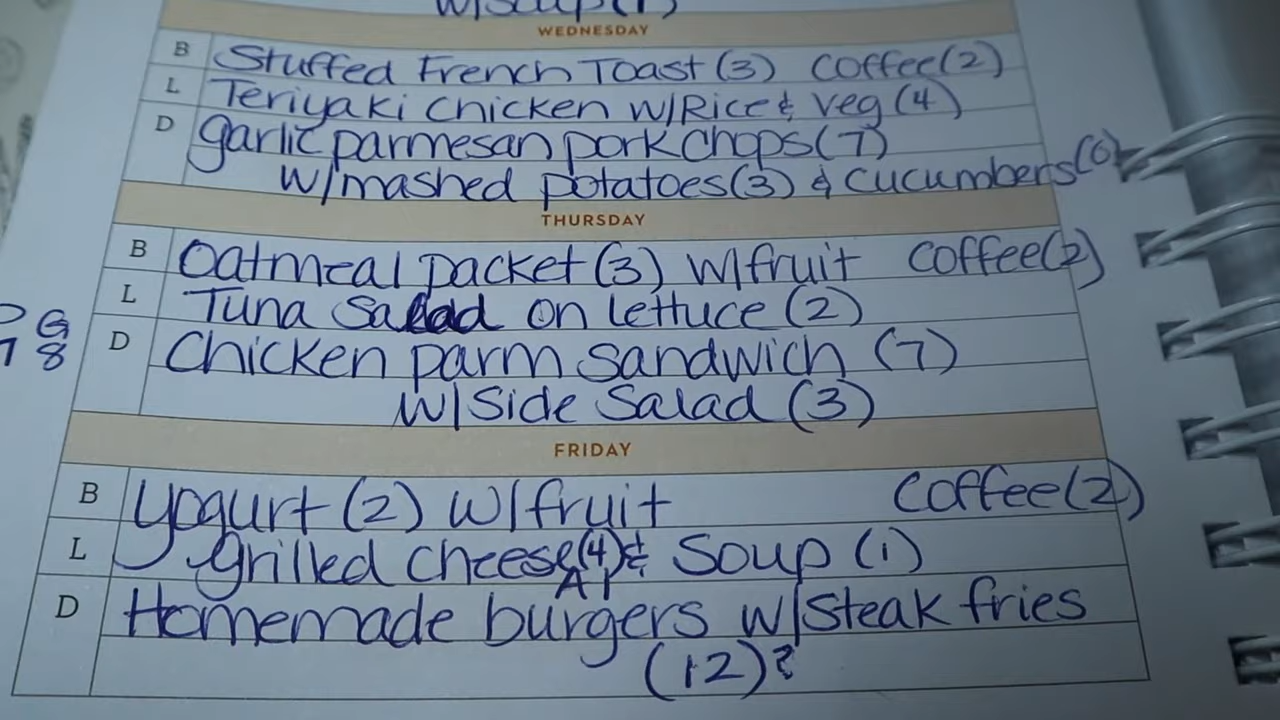 w/soup(1)
WEDNESDAY
B Stuffed French Toast (3) Coffee(2)
L Teriyaki Chicken w/Rice & Veg (4)
D garlic parmesan pork chops (7)
w/mashed potatoes(3) & cucumbers(0)
THURSDAY
B Oatmeal packet (3) w/fruit Coffee(2)
L Tuna Salad on lettuce (2)
D Chicken parm sandwich (7)
w/Side Salad (3)
G
8
FRIDAY
B Yogurt (2) w/fruit Coffee(2)
L grilled cheese(4) & Soup (1)
D Homemade burgers w/steak fries
(12)?